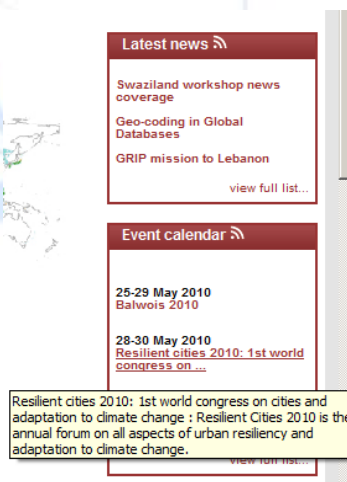 Latest news
Swaziland workshop news
coverage
Geo-coding in Global
Databases
GRIP mission to Lebanon
view full list...
Event calendar
25-29 May 2010
Balwois 2010
28-30 May 2010
Resilient cities 2010: 1st world
congress on ...
Resilient cities 2010: 1st world congress on cities and
adaptation to climate change : Resilient Cities 2010 is the
annual forum on all aspects of urban resiliency and
adaptation to climate change.
view full list...